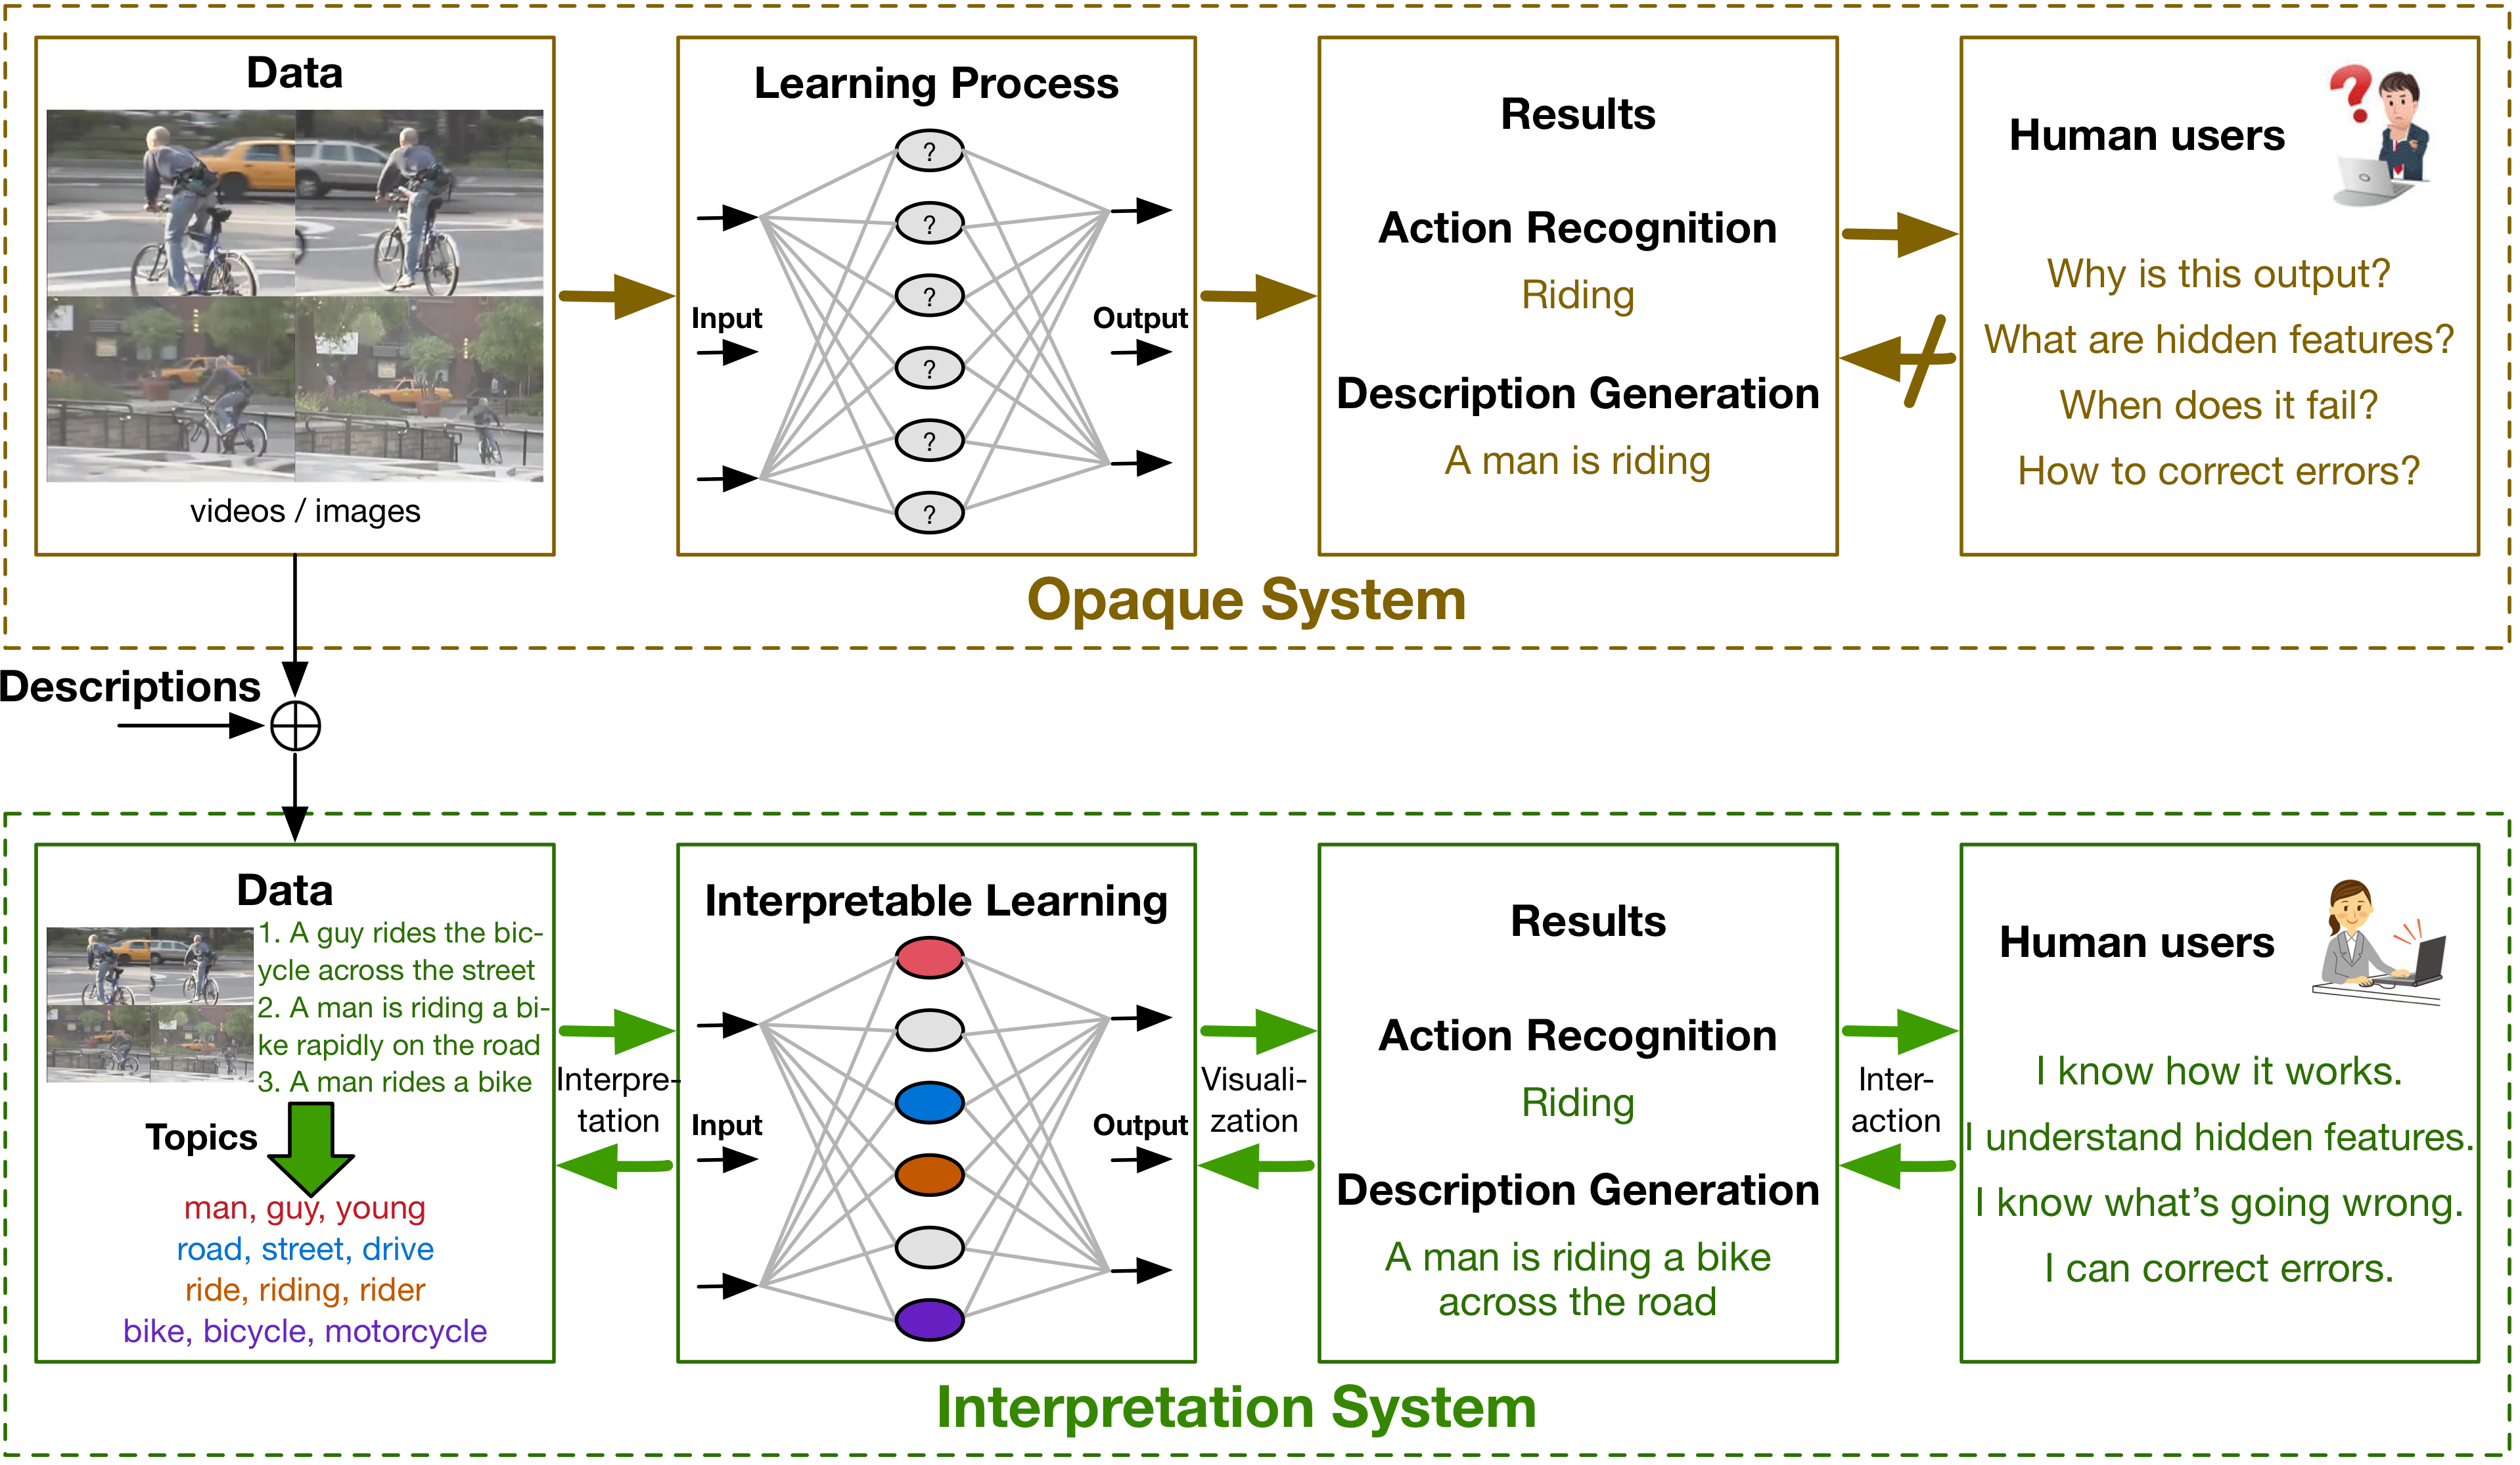 Data
videos / images
Learning Process
?
?
?
?
?
?
Input
Output
Results
Action Recognition
Riding
Description Generation
A man is riding
Human users
?
Why is this output?
What are hidden features?
When does it fail?
How to correct errors?
Opaque System
Descriptions
Data
1. A guy rides the bic-
ycle across the street
2. A man is riding a bi-
ke rapidly on the road
3. A man rides a bike
Topics
man, guy, young
road, street, drive
ride, riding, rider
bike, bicycle, motorcycle
Interpre-
tation
Interpretable Learning
Input
Output
Visuali-
zation
Results
Action Recognition
Riding
Description Generation
A man is riding a bike
across the road
Inter-
action
Human users
I know how it works.
I understand hidden features.
I know what's going wrong.
I can correct errors.
Interpretation System